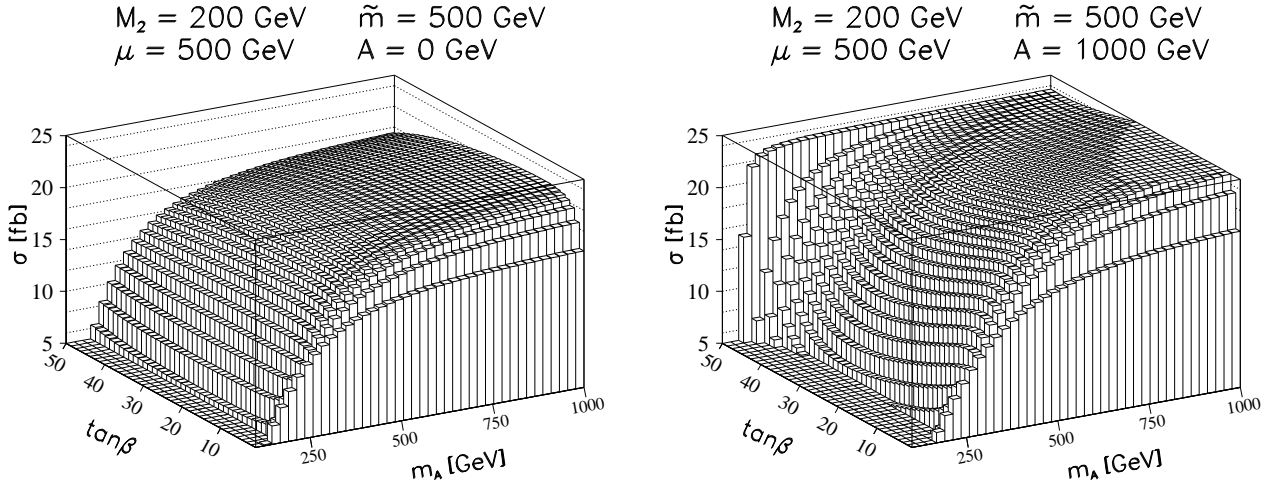 M₂ = 200 GeV m̃ = 500 GeV
μ = 500 GeV A = 0 GeV
25
20
15
10
5
σ [fb]
50
40
30
20
10
tanβ
250
500
750
1000
m_A [GeV]
M₂ = 200 GeV m̃ = 500 GeV
μ = 500 GeV A = 1000 GeV
25
20
15
10
5
σ [fb]
50
40
30
20
10
tanβ
250
500
750
1000
m_A [GeV]